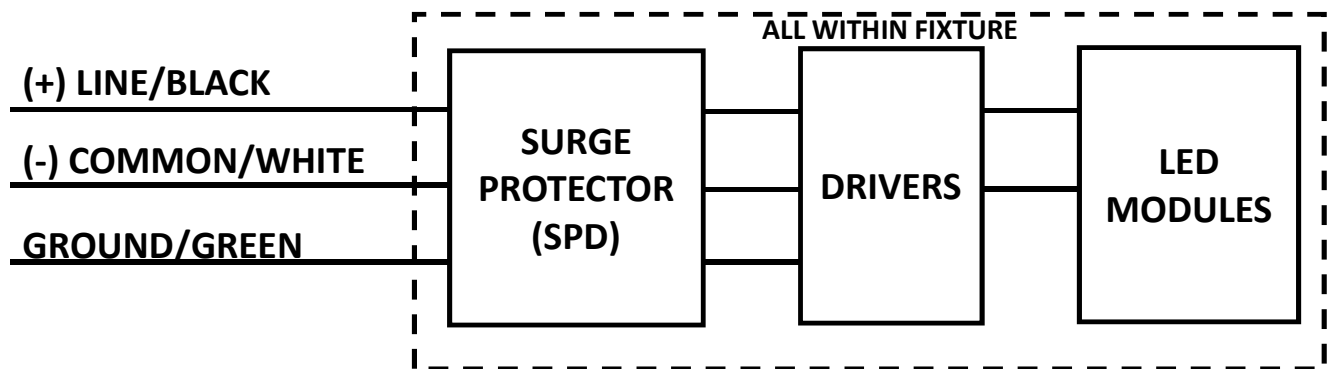 ALL WITHIN FIXTURE
(+) LINE/BLACK
(-) COMMON/WHITE
GROUND/GREEN
SURGE
PROTECTOR
(SPD)
DRIVERS
LED
MODULES